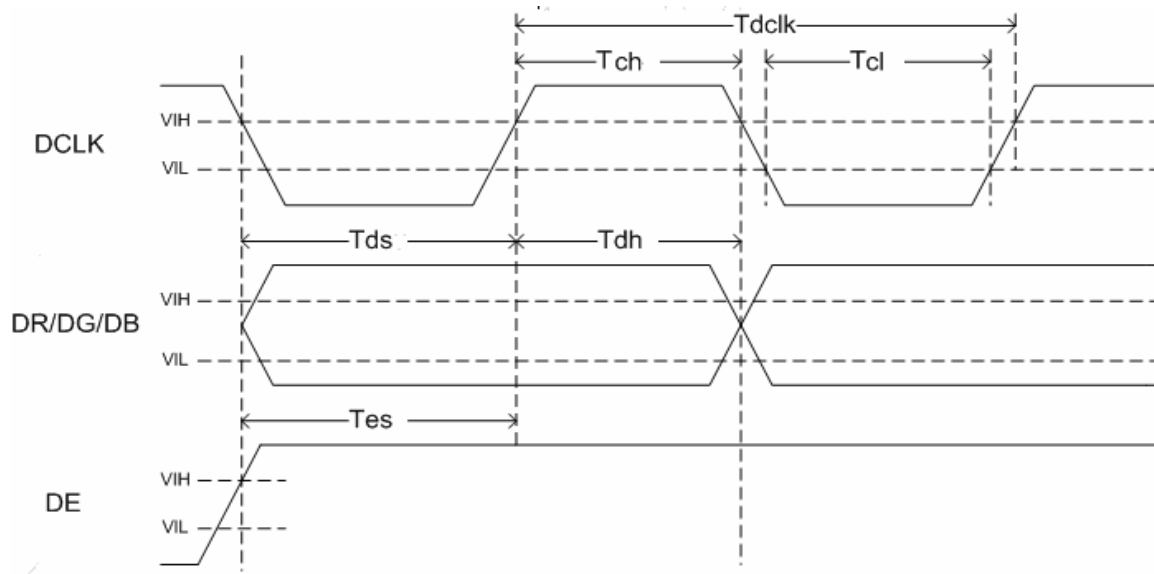 Tdclk
Tch
Tcl
VIH
DCLK
VIL
Tds
Tdh
VIH
DR/DG/DB
VIL
Tes
VIH
DE
VIL